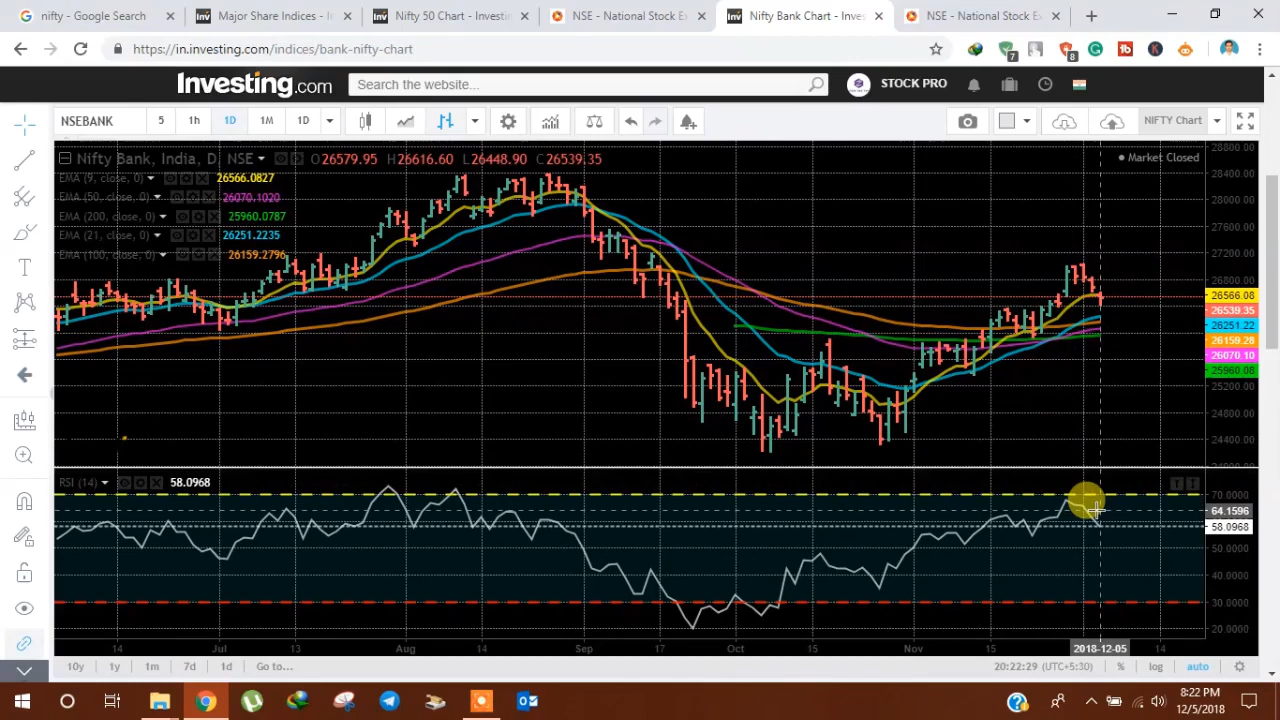 nifty - Google Search
Major Share Indices - I
Nifty 50 Chart - Investin
NSE - National Stock Ex
Nifty Bank Chart - Inves
NSE - National Stock Ex
https://in.investing.com/indices/bank-nifty-chart
7
8
Investing.com
Search the website...
STOCK PRO
NSEBANK
5
1h
1D
1M
1D
NIFTY Chart
Nifty Bank, India, D, NSE
O26579.95 H26616.60 L26448.90 C26539.35
Market Closed
EMA (9, close, 0) 26566.0827
EMA (50, close, 0) 26070.1020
EMA (200, close, 0) 25960.0787
EMA (21, close, 0) 26251.2235
EMA (100, close, 0) 26159.2796
28800.00
28400.00
28000.00
27600.00
27200.00
26800.00
26566.08
26539.35
26251.22
26159.28
26070.10
25960.08
25200.00
24800.00
24400.00
RSI (14) 58.0968
70.0000
64.1596
58.0968
50.0000
40.0000
30.0000
20.0000
14 Jul 13 Aug 14 Sep 17 Oct 15 Nov 15 2018-12-05 14
10y 1y 1m 7d 1d Go to...
20:22:29 (UTC+5:30) % log auto
8:22 PM
12/5/2018